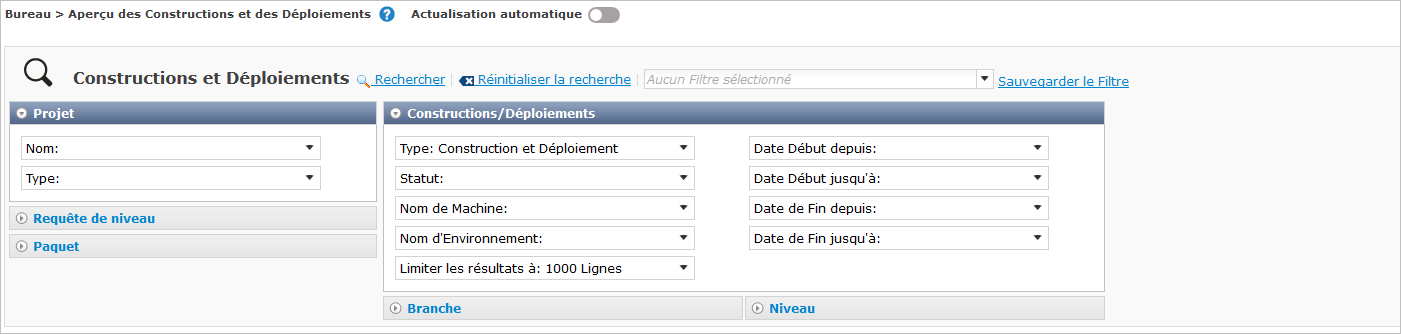 Bureau > Aperçu des Constructions et des Déploiements ? Actualisation automatique
Constructions et Déploiements Rechercher | Réinitialiser la recherche | Aucun Filtre sélectionné Sauvegarder le Filtre
Projet
Nom:
Type:
Requête de niveau
Paquet
Constructions/Déploiements
Type: Construction et Déploiement
Statut:
Nom de Machine:
Nom d'Environnement:
Limiter les résultats à: 1000 Lignes
Date Début depuis:
Date Début jusqu'à:
Date de Fin depuis:
Date de Fin jusqu'à:
Branche
Niveau